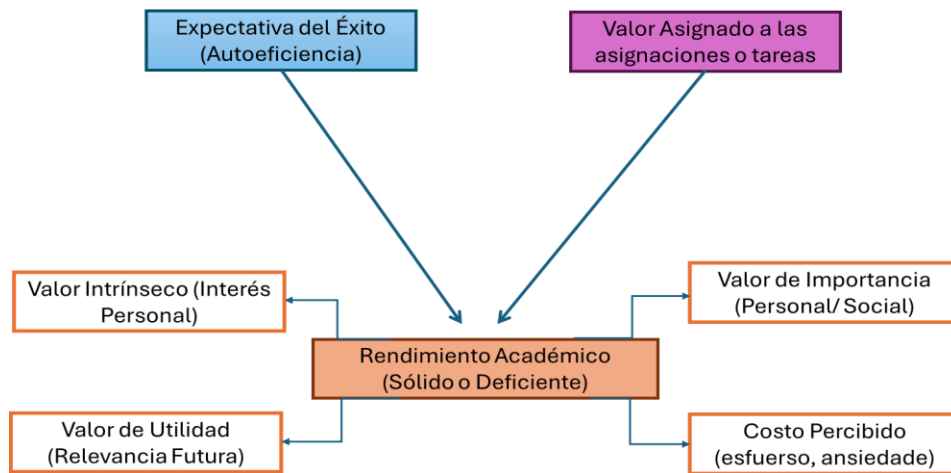 Expectativa del Éxito
(Autoeficiencia)
Valor Asignado a las
asignaciones o tareas
Valor Intrínseco (Interés
Personal)
Valor de Importancia
(Personal/ Social)
Rendimiento Académico
(Sólido o Deficiente)
Valor de Utilidad
(Relevancia Futura)
Costo Percibido
(esfuerso, ansiedade)